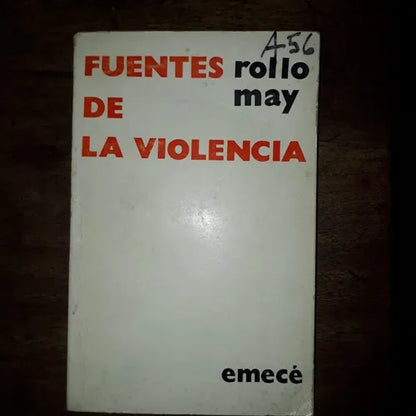 A56
FUENTES rollo
DE may
LA VIOLENCIA
emecé